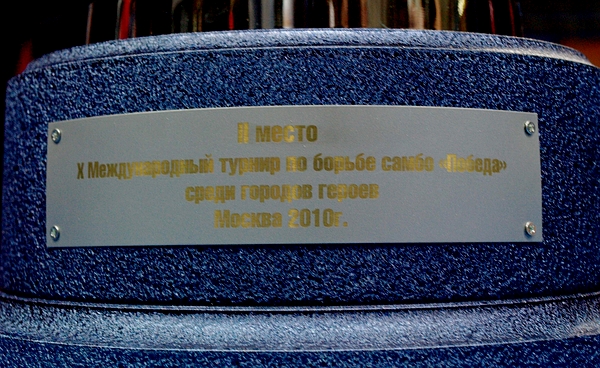 II место
X Международный турнир по борьбе самбо «Победа»
среди городов героев
Москва 2010г.